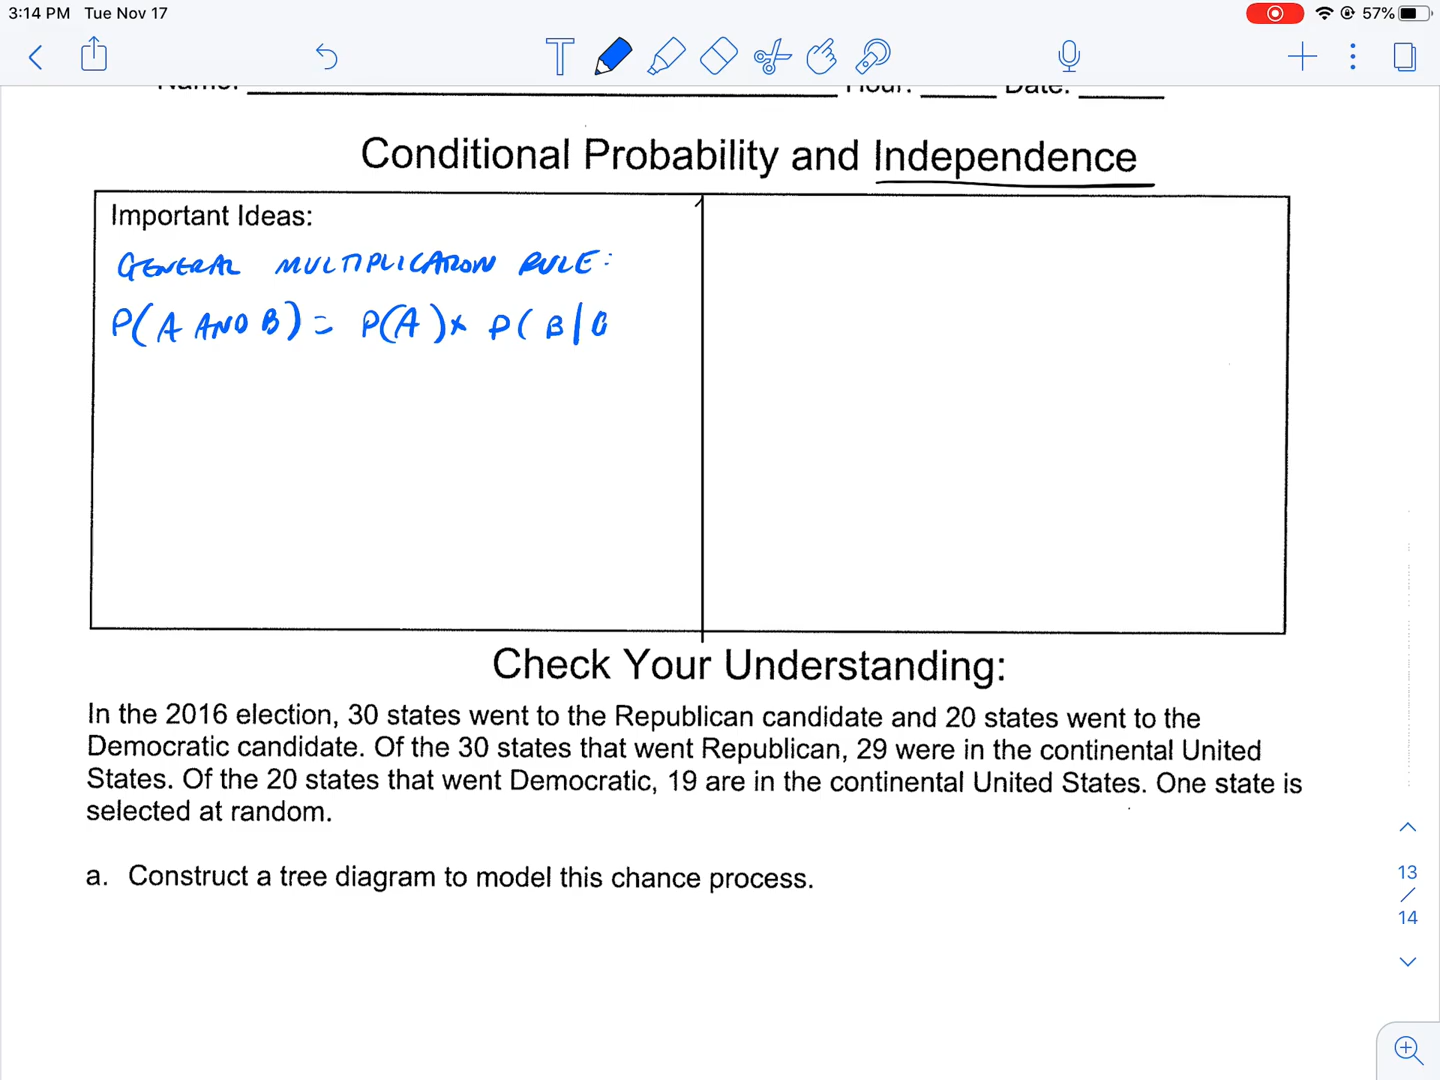 3:14 PM Tue Nov 17 57%
Name: Hour: Date:
Conditional Probability and Independence
Important Ideas:
GENERAL MULTIPLICATION RULE:
P(A AND B) = P(A) × P( B |
Check Your Understanding:
In the 2016 election, 30 states went to the Republican candidate and 20 states went to the
Democratic candidate. Of the 30 states that went Republican, 29 were in the continental United
States. Of the 20 states that went Democratic, 19 are in the continental United States. One state is
selected at random.
a. Construct a tree diagram to model this chance process.
13
/
14